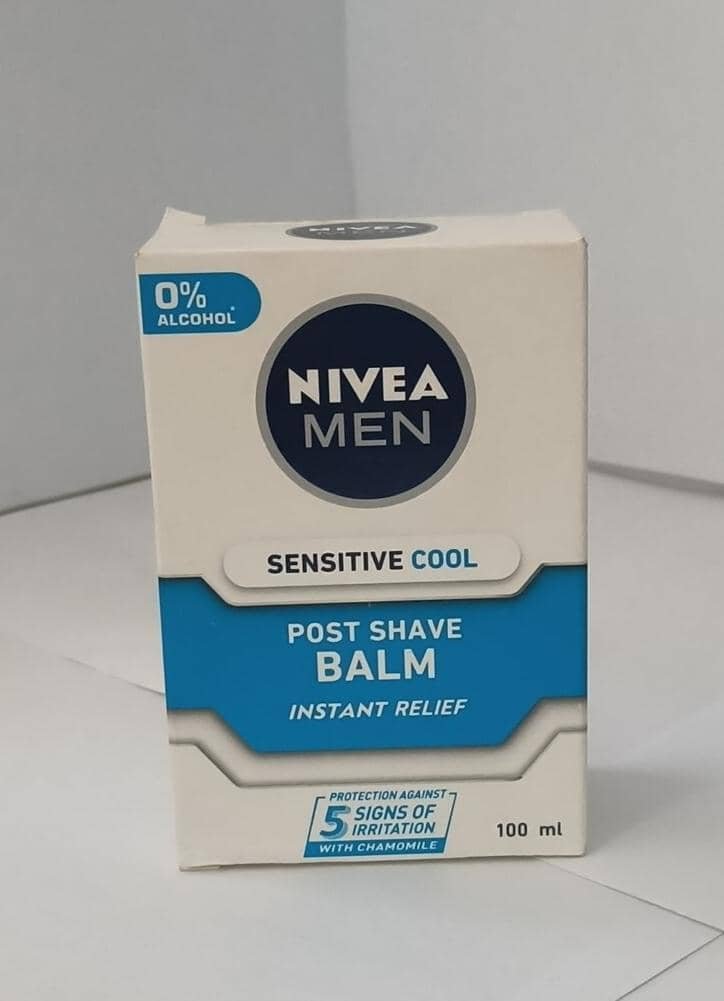 NIVEA
0%
ALCOHOL*
NIVEA
MEN
SENSITIVE COOL
POST SHAVE
BALM
INSTANT RELIEF
PROTECTION AGAINST
5 SIGNS OF
IRRITATION
WITH CHAMOMILE
100 ml